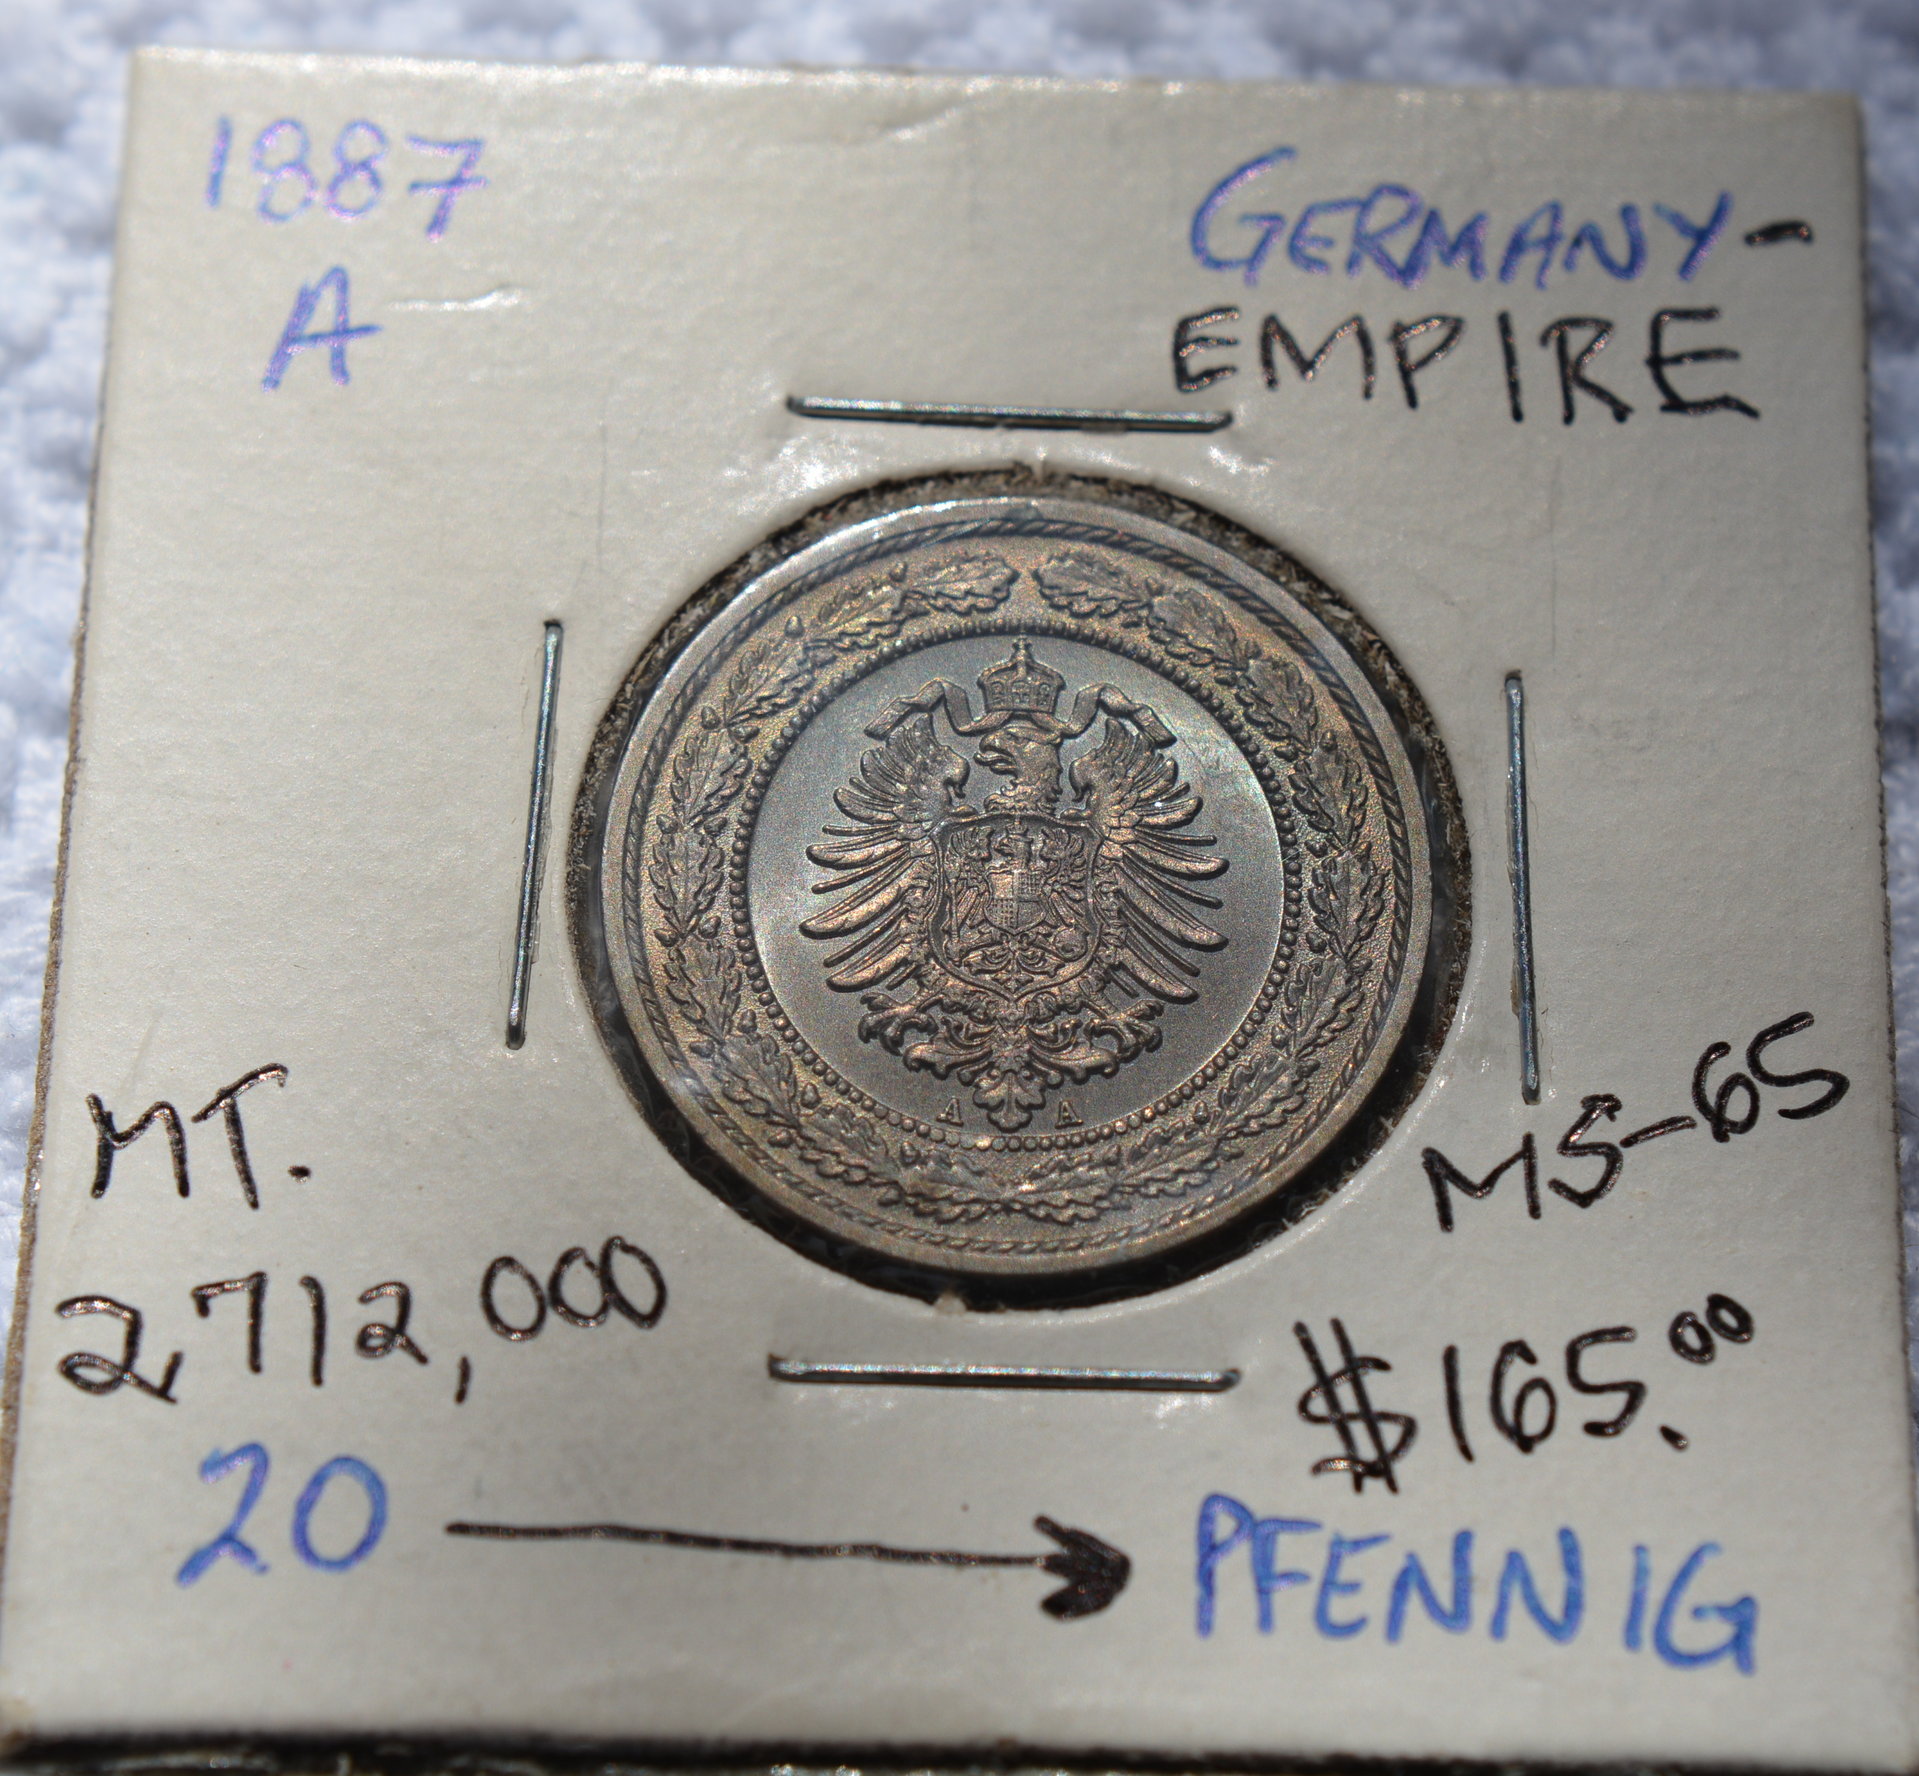 1887
A
GERMANY-
EMPIRE
A A
MT.
2,712,000
MS-65
$165.00
20
PFENNIG